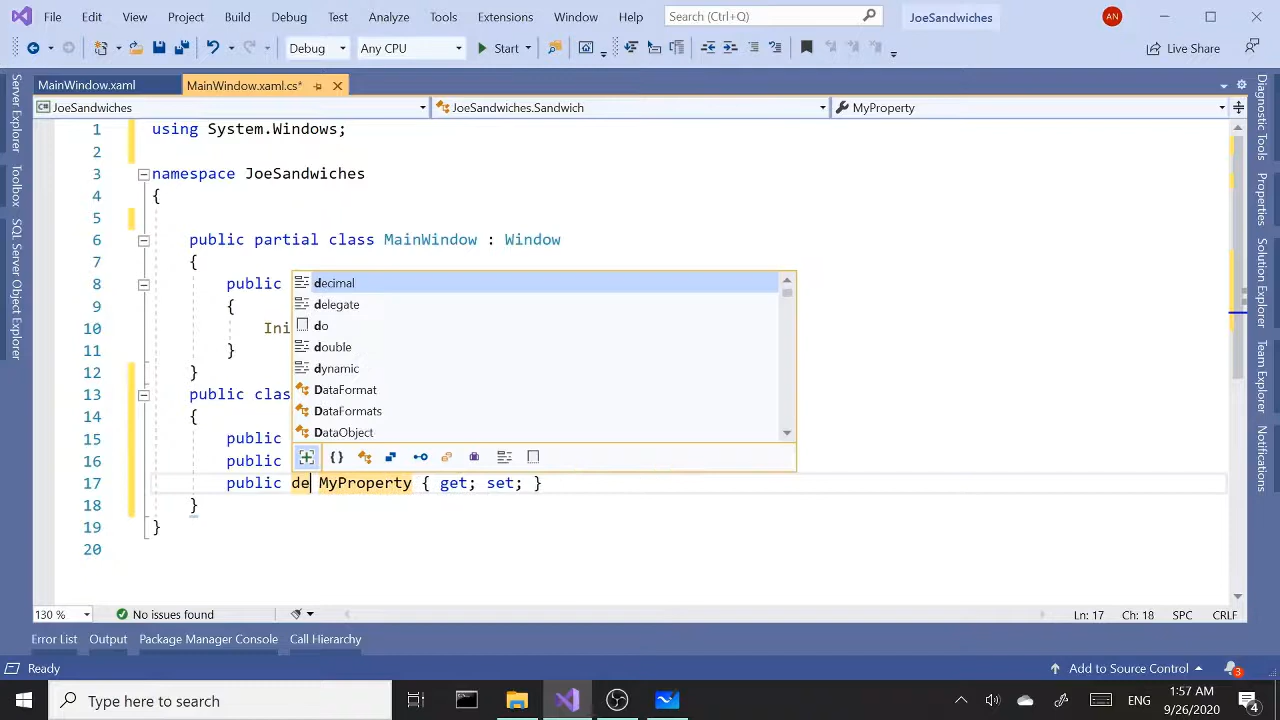 File Edit View Project Build Debug Test Analyze Tools Extensions Window Help Search (Ctrl+Q) JoeSandwiches AN
Debug Any CPU Start Live Share
MainWindow.xaml MainWindow.xaml.cs*
JoeSandwiches JoeSandwiches.Sandwich MyProperty
1 using System.Windows;
2
3 namespace JoeSandwiches
4 {
5
6 public partial class MainWindow : Window
7 {
8 public
9 {
10 Ini
11 }
12 }
13 public clas
14 {
15 public
16 public
17 public de MyProperty { get; set; }
18 }
19 }
20
decimal
delegate
do
double
dynamic
DataFormat
DataFormats
DataObject
Server Explorer
Toolbox
SQL Server Object Explorer
Diagnostic Tools
Properties
Solution Explorer
Team Explorer
Notifications
130 % No issues found Ln: 17 Ch: 18 SPC CRLF
Error List Output Package Manager Console Call Hierarchy
Ready Add to Source Control 3
Type here to search ENG :57 AM
9/26/2020 4